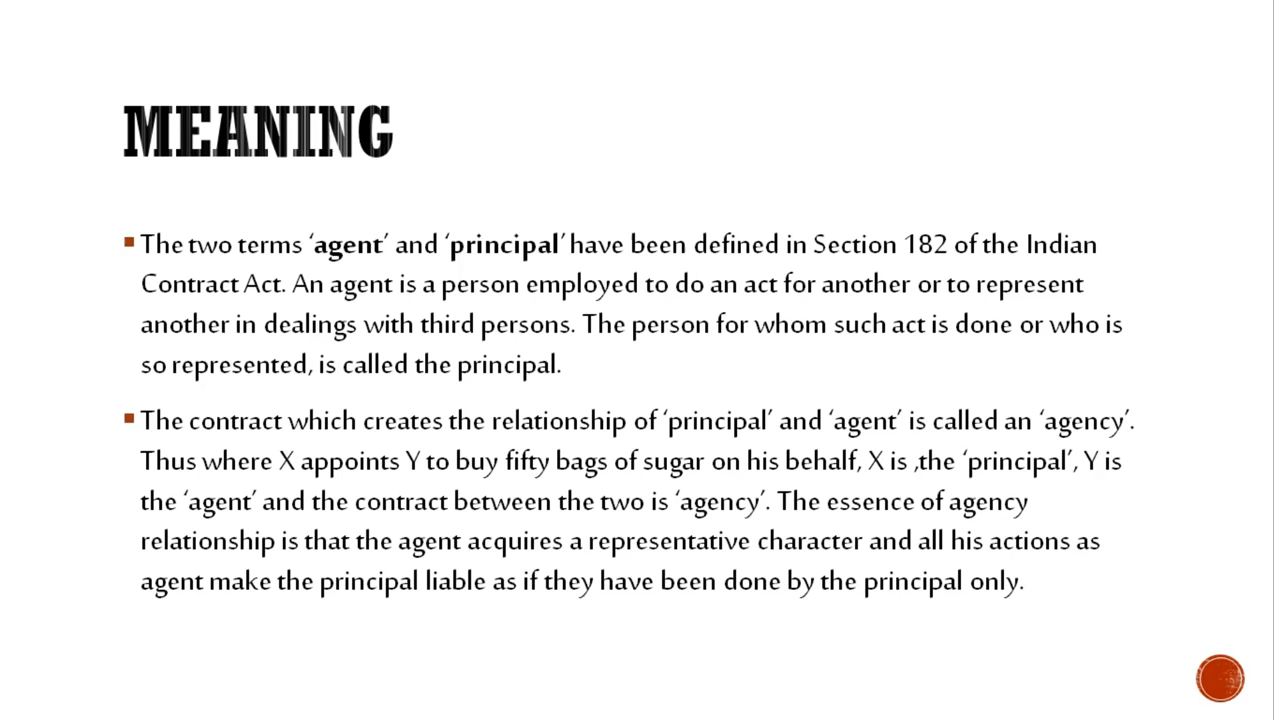 MEANING
The two terms ‘agent’ and ‘principal’ have been defined in Section 182 of the Indian
Contract Act. An agent is a person employed to do an act for another or to represent
another in dealings with third persons. The person for whom such act is done or who is
so represented, is called the principal.
The contract which creates the relationship of ‘principal’ and ‘agent’ is called an ‘agency’.
Thus where X appoints Y to buy fifty bags of sugar on his behalf, X is ,the ‘principal’, Y is
the ‘agent’ and the contract between the two is ‘agency’. The essence of agency
relationship is that the agent acquires a representative character and all his actions as
agent make the principal liable as if they have been done by the principal only.